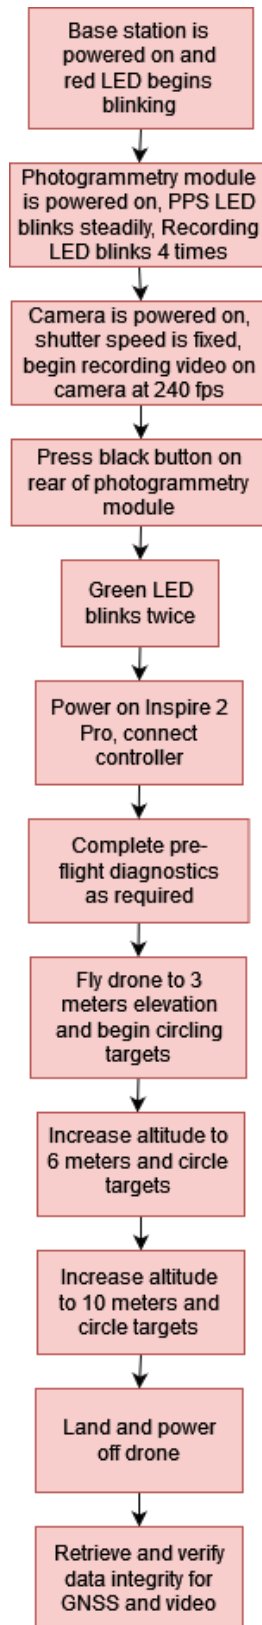 Base station is
powered on and
red LED begins
blinking
Photogrammetry module
is powered on, PPS LED
blinks steadily, Recording
LED blinks 4 times
Camera is powered on,
shutter speed is fixed,
begin recording video on
camera at 240 fps
Press black button on
rear of photogrammetry
module
Green LED
blinks twice
Power on Inspire 2
Pro, connect
controller
Complete pre-
flight diagnostics
as required
Fly drone to 3
meters elevation
and begin circling
targets
Increase altitude to
6 meters and circle
targets
Increase altitude
to 10 meters and
circle targets
Land and power
off drone
Retrieve and verify
data integrity for
GNSS and video